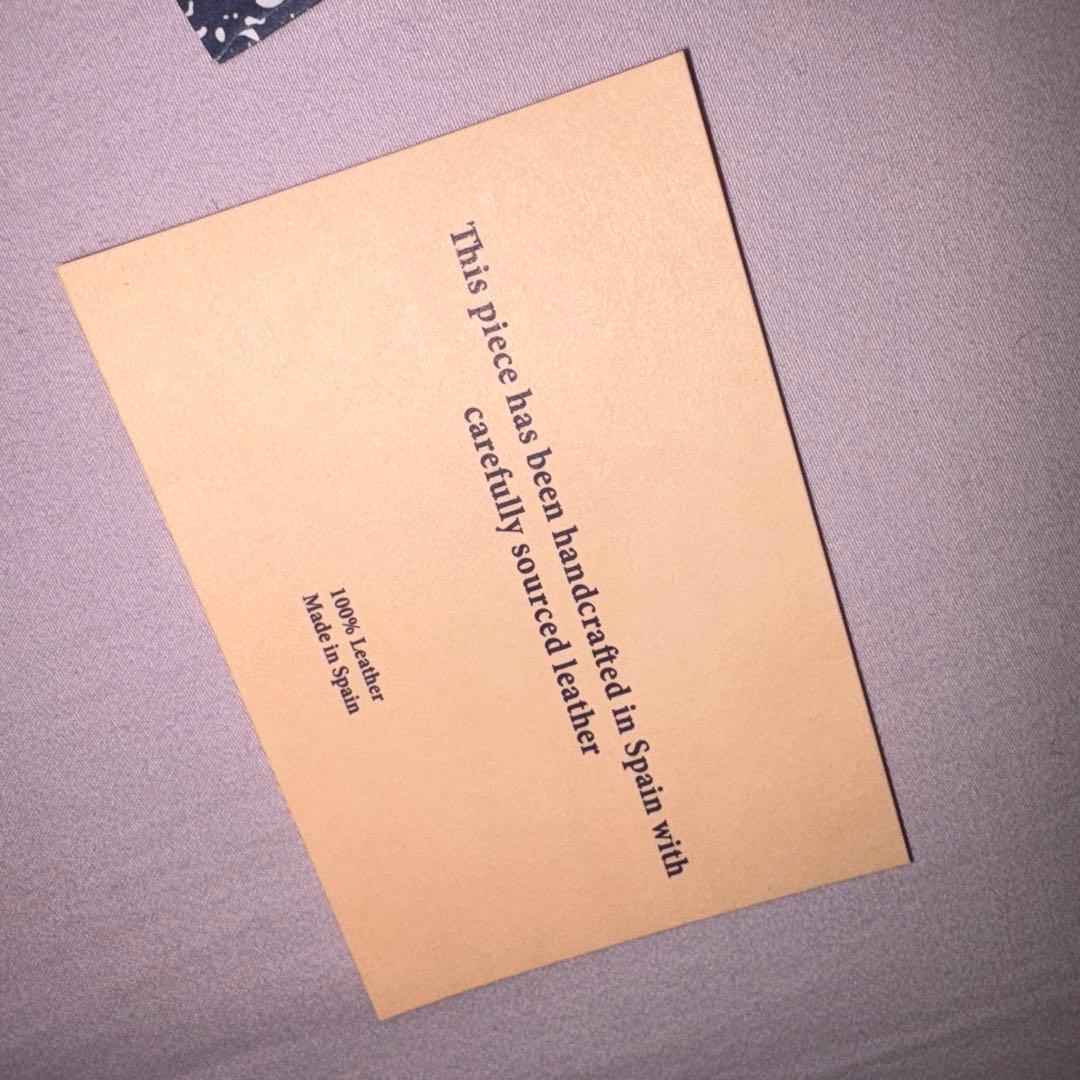 This piece has been handcrafted in Spain with
carefully sourced leather
100% Leather
Made in Spain